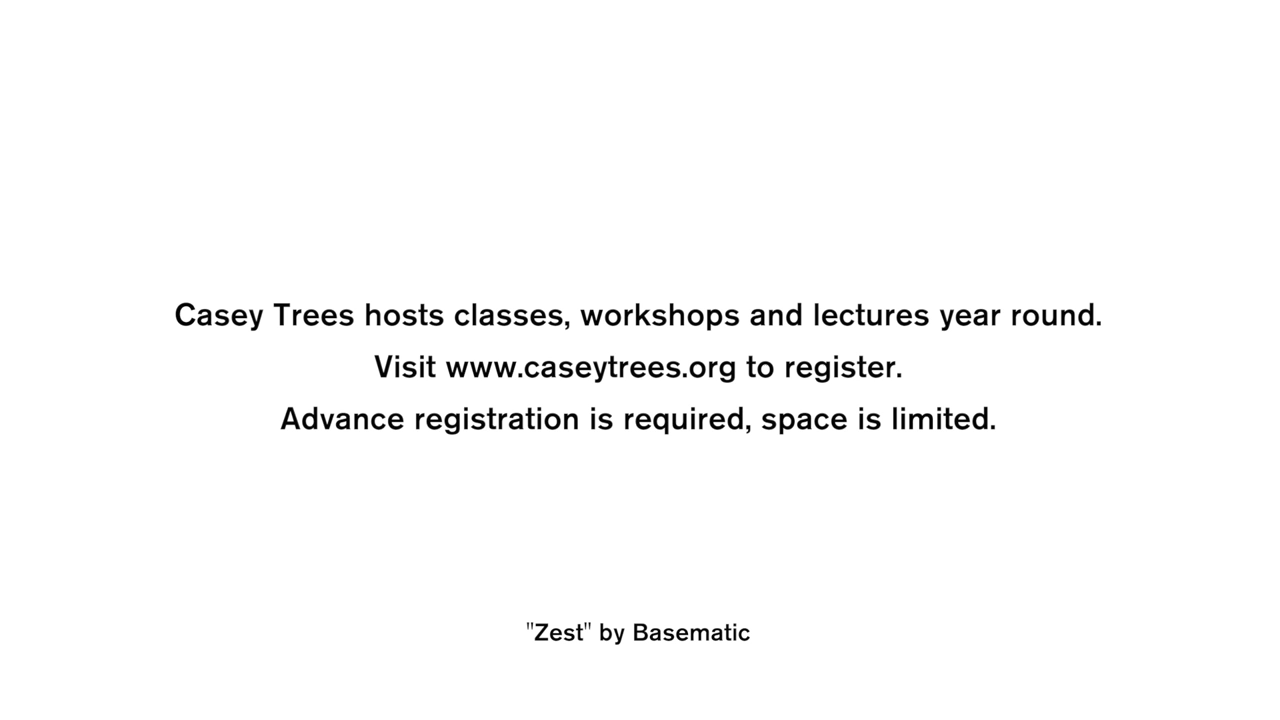 Casey Trees hosts classes, workshops and lectures year round.
Visit www.caseytrees.org to register.
Advance registration is required, space is limited.
"Zest" by Basematic